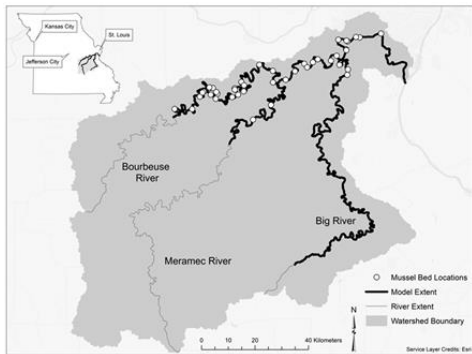 Kansas City
St. Louis
Jefferson City
Bourbeuse
River
Meramec River
Big River
Mussel Bed Locations
Model Extent
River Extent
Watershed Boundary
N
0 5 10 20 30 40 Kilometers
Service Layer Credits: Esri